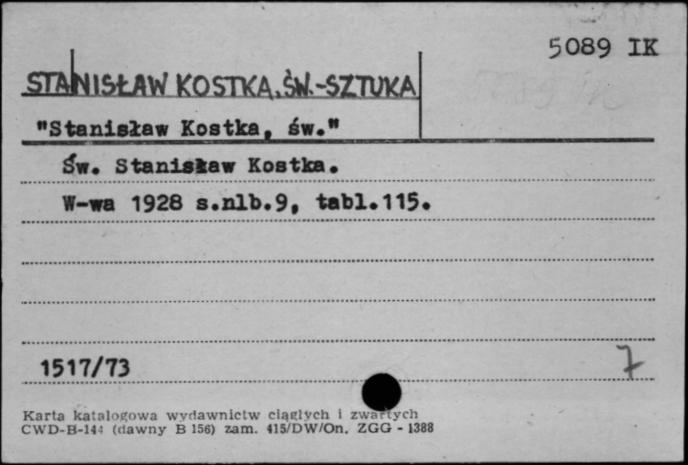 5089 IK
STANISŁAW KOSTKA, ŚW.-SZTUKA
"Stanisław Kostka, św."
Św. Stanisław Kostka.
W-wa 1928 s.nlb.9, tabl.115.
1517/73
7
Karta katalogowa wydawnictw ciągłych i zwartych
CWD-B-144 (dawny B 156) zam. 415/DW/On. ZGG - 1388